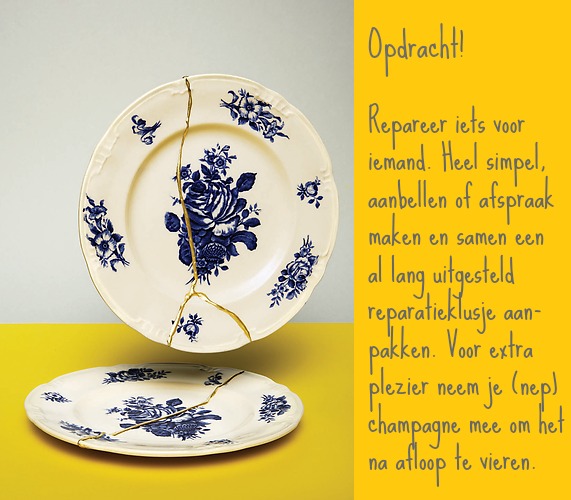 Opdracht!
Repareer iets voor
iemand. Heel simpel,
aanbellen of afspraak
maken en samen een
al lang uitgesteld
reparatieklusje aan-
pakken. Voor extra
plezier neem je (nep)
champagne mee om het
na afloop te vieren.